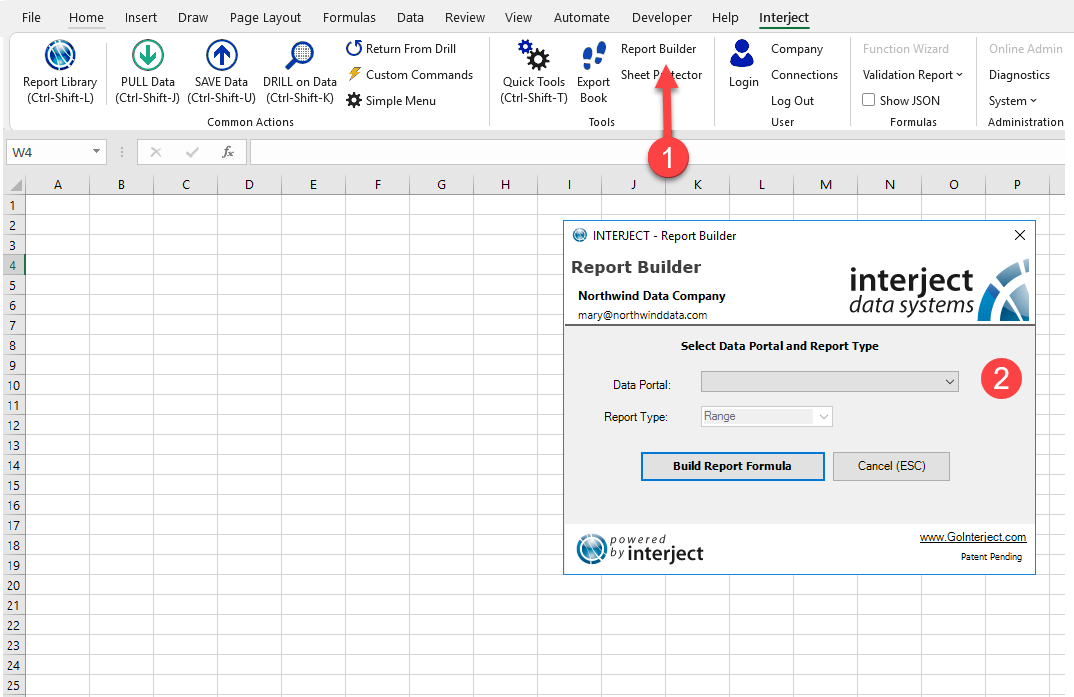 File Home Insert Draw Page Layout Formulas Data Review View Automate Developer Help Interject
Report Library
(Ctrl-Shift-L)
PULL Data
(Ctrl-Shift-J)
SAVE Data
(Ctrl-Shift-U)
DRILL on Data
(Ctrl-Shift-K)
Return From Drill
Custom Commands
Simple Menu
Common Actions
Quick Tools
(Ctrl-Shift-T)
Export
Book
Report Builder
Sheet Protector
Tools
Login
Company
Connections
Log Out
User
Function Wizard
Validation Report
Show JSON
Formulas
Online Admin
Diagnostics
System
Administration
1
W4
fx
A B C D E F G H I J K L M N O P
1
2
3
4
5
6
7
8
9
10
11
12
13
14
15
16
17
18
19
20
21
22
23
24
25
INTERJECT - Report Builder
Report Builder
Northwind Data Company
mary@northwinddata.com
interject
data systems
Select Data Portal and Report Type
Data Portal:
2
Report Type: Range
Build Report Formula Cancel (ESC)
powered
by interject
www.GoInterject.com
Patent Pending